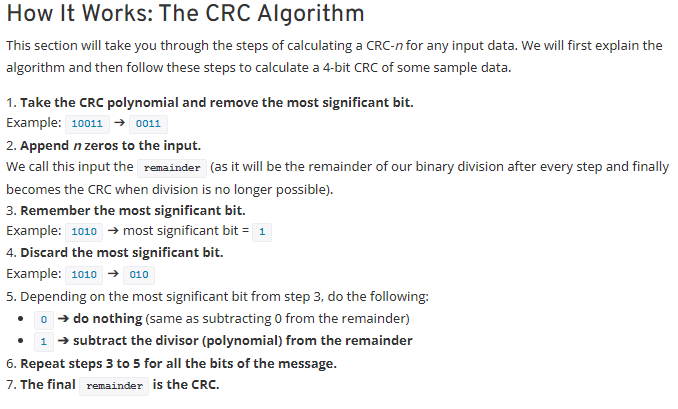 How It Works: The CRC Algorithm
This section will take you through the steps of calculating a CRC-n for any input data. We will first explain the
algorithm and then follow these steps to calculate a 4-bit CRC of some sample data.
1. Take the CRC polynomial and remove the most significant bit.
Example: 10011 → 0011
2. Append n zeros to the input.
We call this input the remainder (as it will be the remainder of our binary division after every step and finally
becomes the CRC when division is no longer possible).
3. Remember the most significant bit.
Example: 1010 → most significant bit = 1
4. Discard the most significant bit.
Example: 1010 → 010
5. Depending on the most significant bit from step 3, do the following:
• 0 → do nothing (same as subtracting 0 from the remainder)
• 1 → subtract the divisor (polynomial) from the remainder
6. Repeat steps 3 to 5 for all the bits of the message.
7. The final remainder is the CRC.